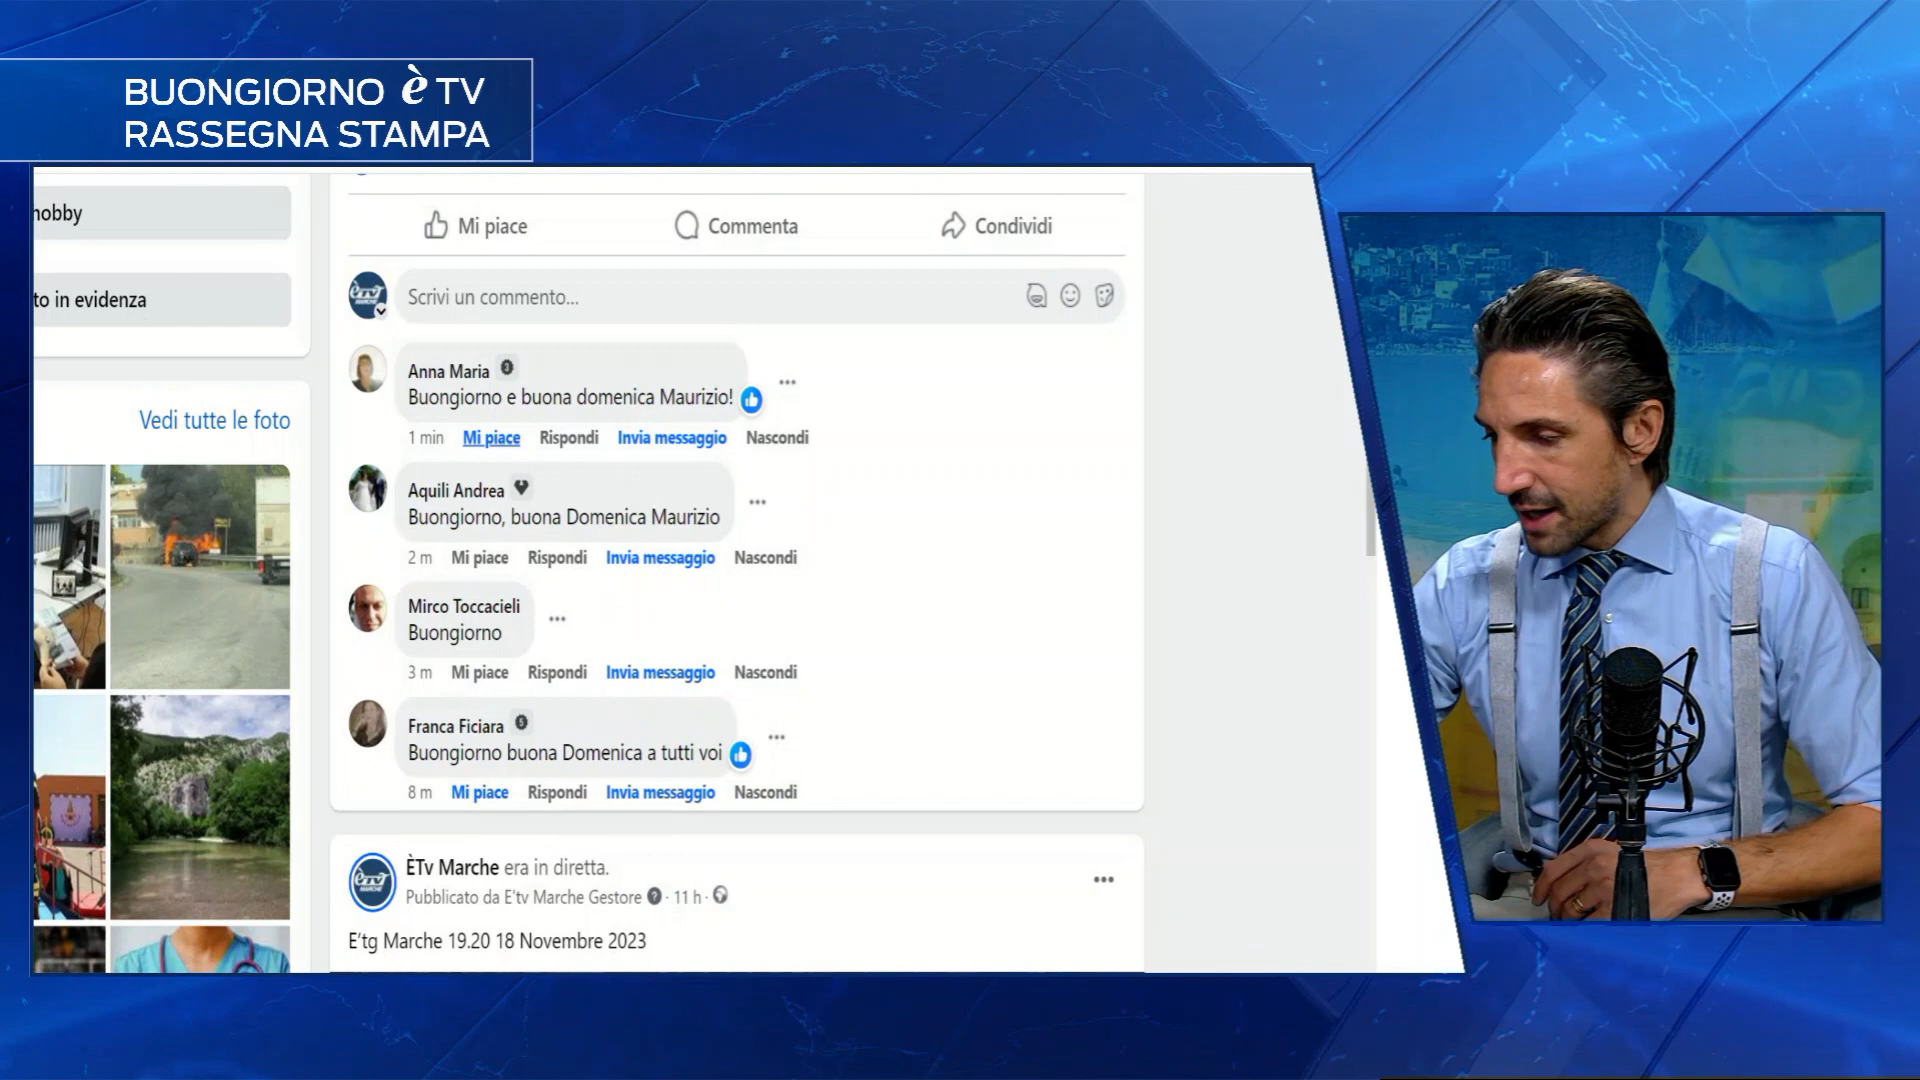 BUONGIORNO è TV
RASSEGNA STAMPA
hobby
to in evidenza
Vedi tutte le foto
Mi piace Commenta Condividi
Scrivi un commento...
Anna Maria
Buongiorno e buona domenica Maurizio!
1 min Mi piace Rispondi Invia messaggio Nascondi
Aquili Andrea
Buongiorno, buona Domenica Maurizio
2 m Mi piace Rispondi Invia messaggio Nascondi
Mirco Toccacieli
Buongiorno
3 m Mi piace Rispondi Invia messaggio Nascondi
Franca Ficiara
Buongiorno buona Domenica a tutti voi
8 m Mi piace Rispondi Invia messaggio Nascondi
ÈTv Marche era in diretta.
Pubblicato da E'tv Marche Gestore · 11 h ·
E'tg Marche 19.20 18 Novembre 2023